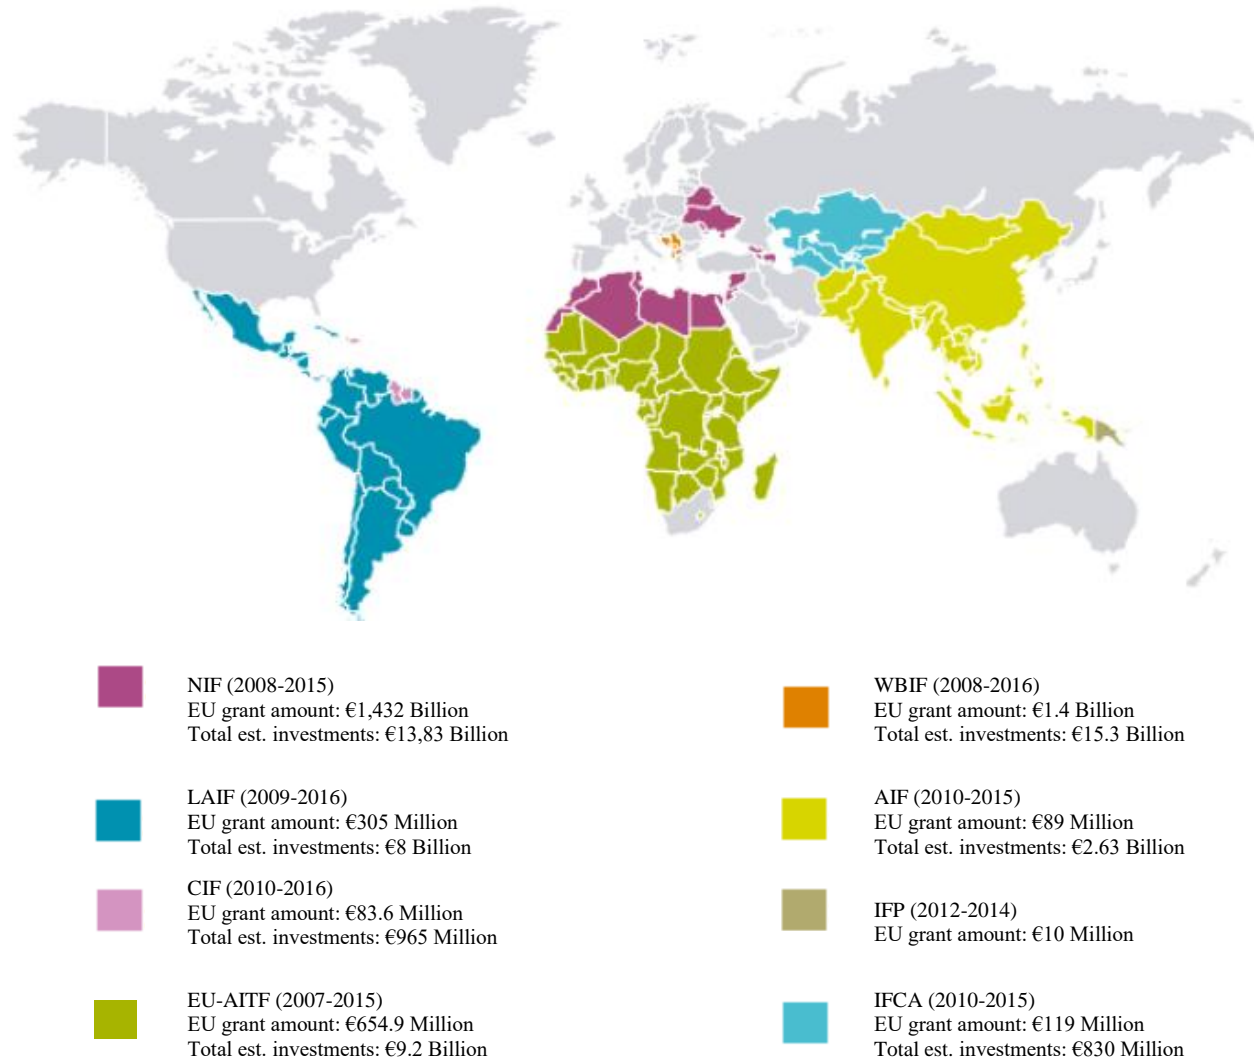 NIF (2008-2015)
EU grant amount: €1,432 Billion
Total est. investments: €13,83 Billion
LAIF (2009-2016)
EU grant amount: €305 Million
Total est. investments: €8 Billion
CIF (2010-2016)
EU grant amount: €83.6 Million
Total est. investments: €965 Million
EU-AITF (2007-2015)
EU grant amount: €654.9 Million
Total est. investments: €9.2 Billion
WBIF (2008-2016)
EU grant amount: €1.4 Billion
Total est. investments: €15.3 Billion
AIF (2010-2015)
EU grant amount: €89 Million
Total est. investments: €2.63 Billion
IFP (2012-2014)
EU grant amount: €10 Million
IFCA (2010-2015)
EU grant amount: €119 Million
Total est. investments: €830 Million